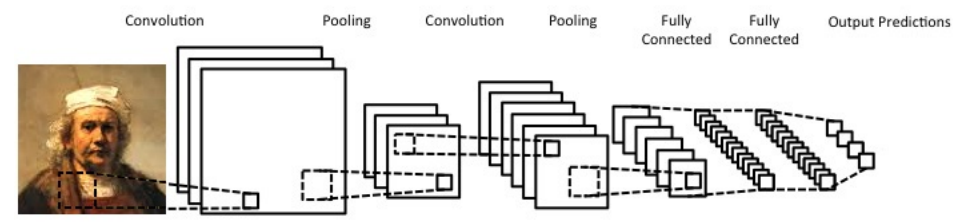 Convolution
Pooling
Convolution
Pooling
Fully
Connected
Fully
Connected
Output Predictions